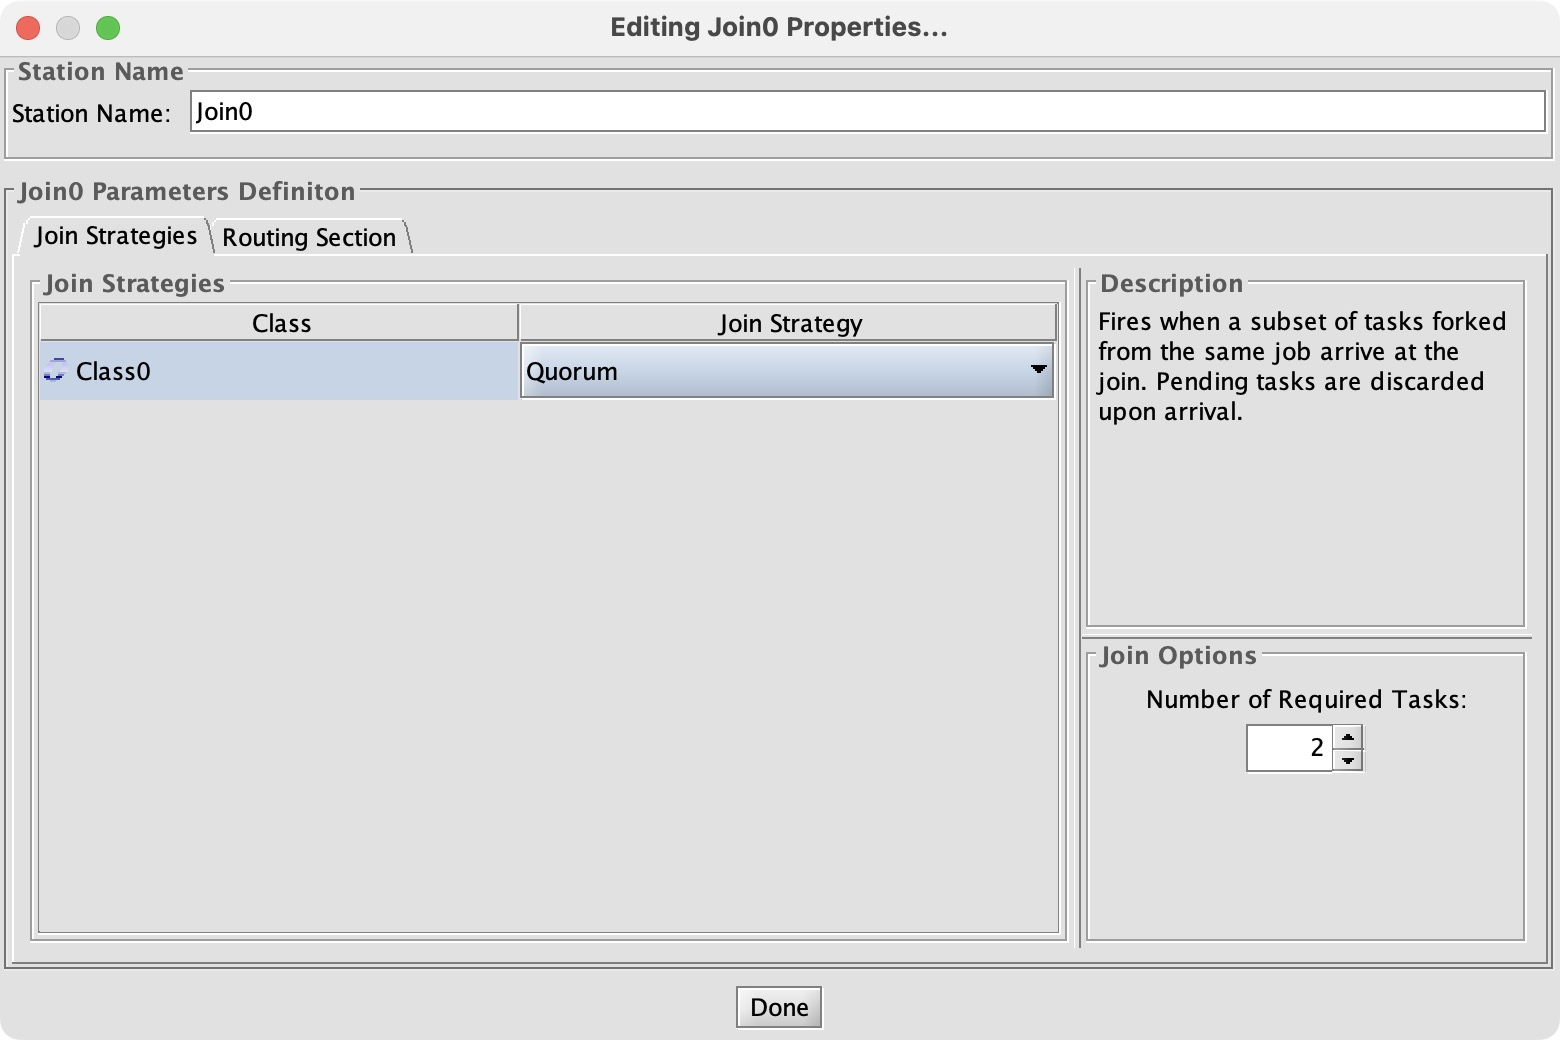 Editing Join0 Properties...
Station Name
Station Name: Join0
Join0 Parameters Definiton
Join Strategies Routing Section
Join Strategies
Class Join Strategy
Class0 Quorum
Description
Fires when a subset of tasks forked
from the same job arrive at the
join. Pending tasks are discarded
upon arrival.
Join Options
Number of Required Tasks:
2
Done